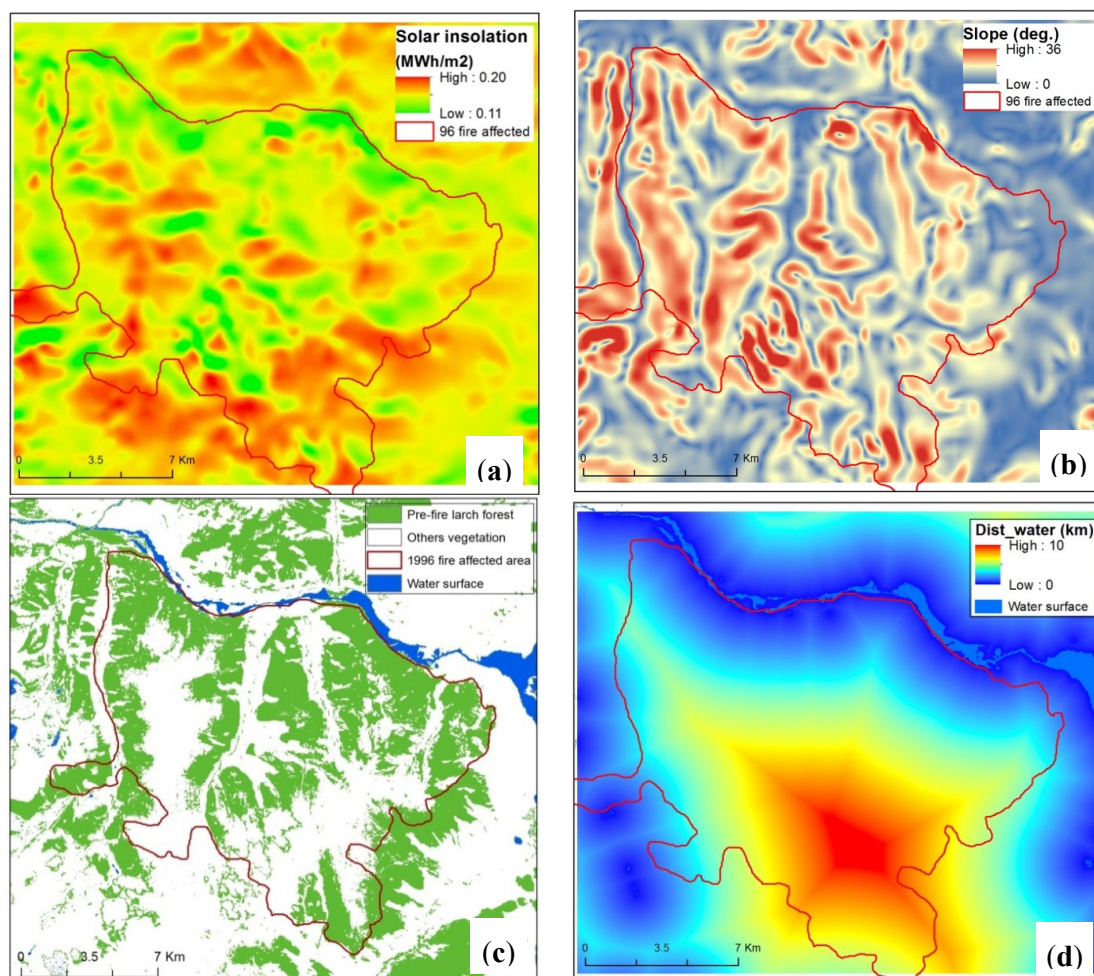 Solar insolation
(MWh/m2)
High : 0.20
Low : 0.11
96 fire affected
0 3.5 7 Km
(a)
Slope (deg.)
High : 36
Low : 0
96 fire affected
0 3.5 7 Km
(b)
Pre-fire larch forest
Others vegetation
1996 fire affected area
Water surface
0 3.5 7 Km
(c)
Dist_water (km)
High : 10
Low : 0
Water surface
0 3.5 7 Km
(d)